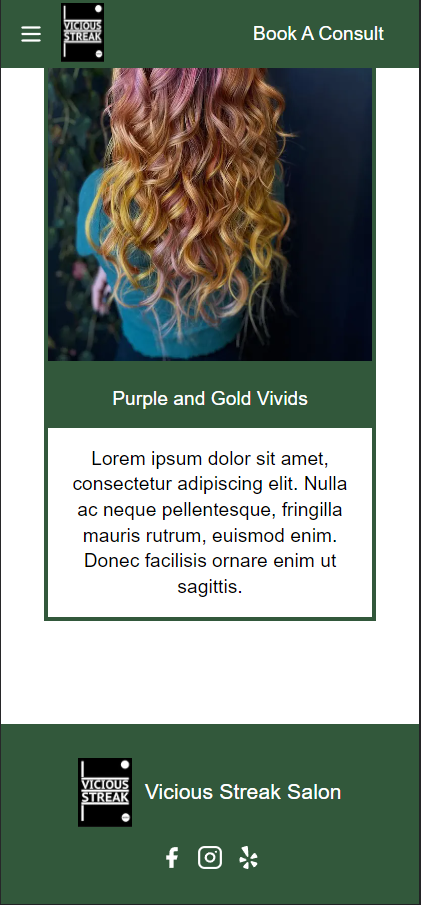 VICIOUS
STREAK
Book A Consult
Purple and Gold Vivids
Lorem ipsum dolor sit amet,
consectetur adipiscing elit. Nulla
ac neque pellentesque, fringilla
mauris rutrum, euismod enim.
Donec facilisis ornare enim ut
sagittis.
VICIOUS
STREAK
Vicious Streak Salon